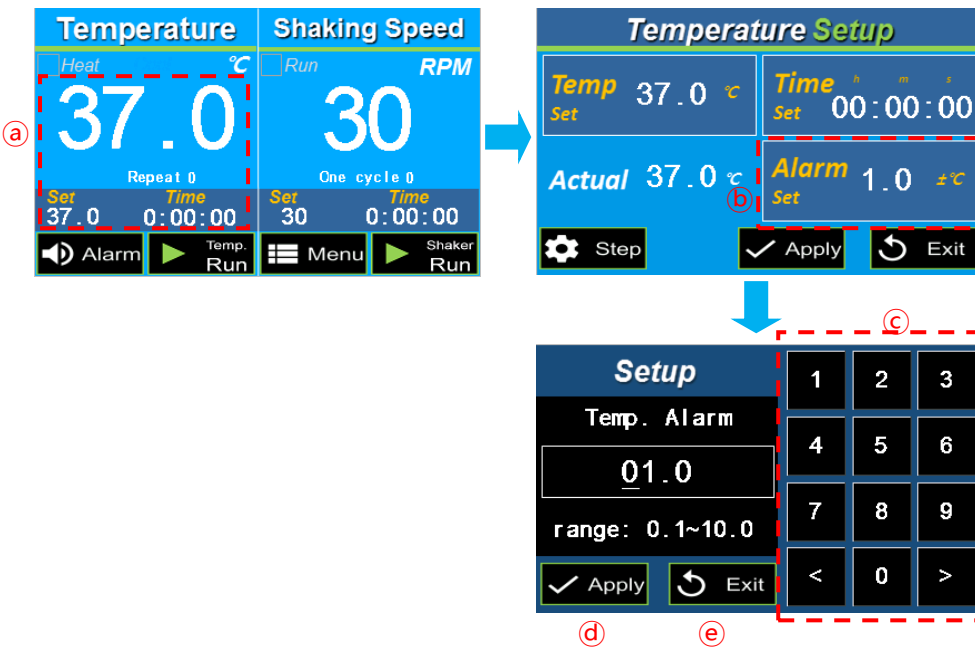 Temperature
Heat ℃
37.0
Repeat 0
Set Time
37.0 0:00:00
Alarm
Temp.
Run
Shaking Speed
Run RPM
30
One cycle 0
Set Time
30 0:00:00
Menu
Shaker
Run
ⓐ
Temperature Setup
Temp 37.0 ℃
Set
Time h m s
Set 00:00:00
Actual 37.0 ℃
ⓑ
Alarm 1.0 ±℃
Set
Step
Apply
Exit
ⓒ
Setup
Temp. Alarm
01.0
range: 0.1~10.0
Apply
Exit
1 2 3
4 5 6
7 8 9
< 0 >
ⓓ ⓔ